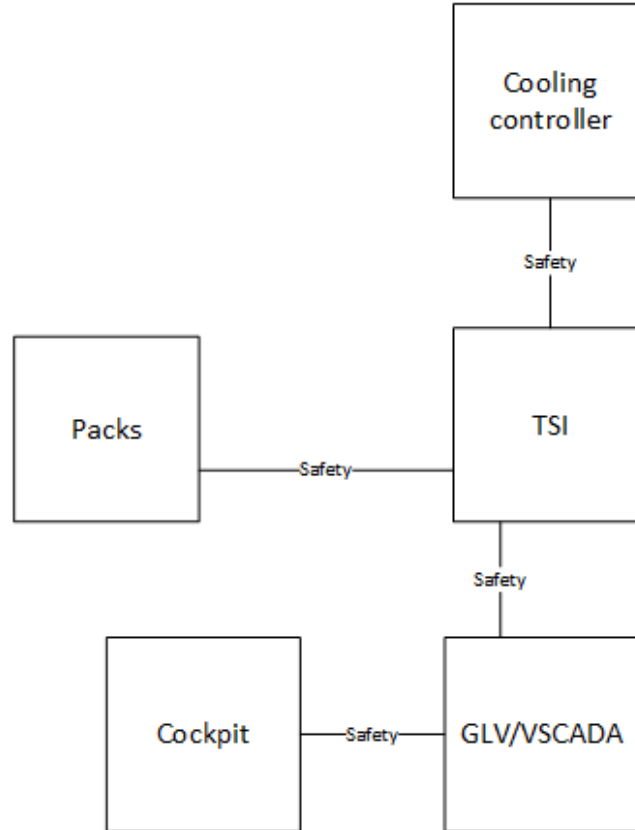 Cooling
controller
Safety
Packs
TSI
Safety
Safety
Cockpit
Safety
GLV/VSCADA